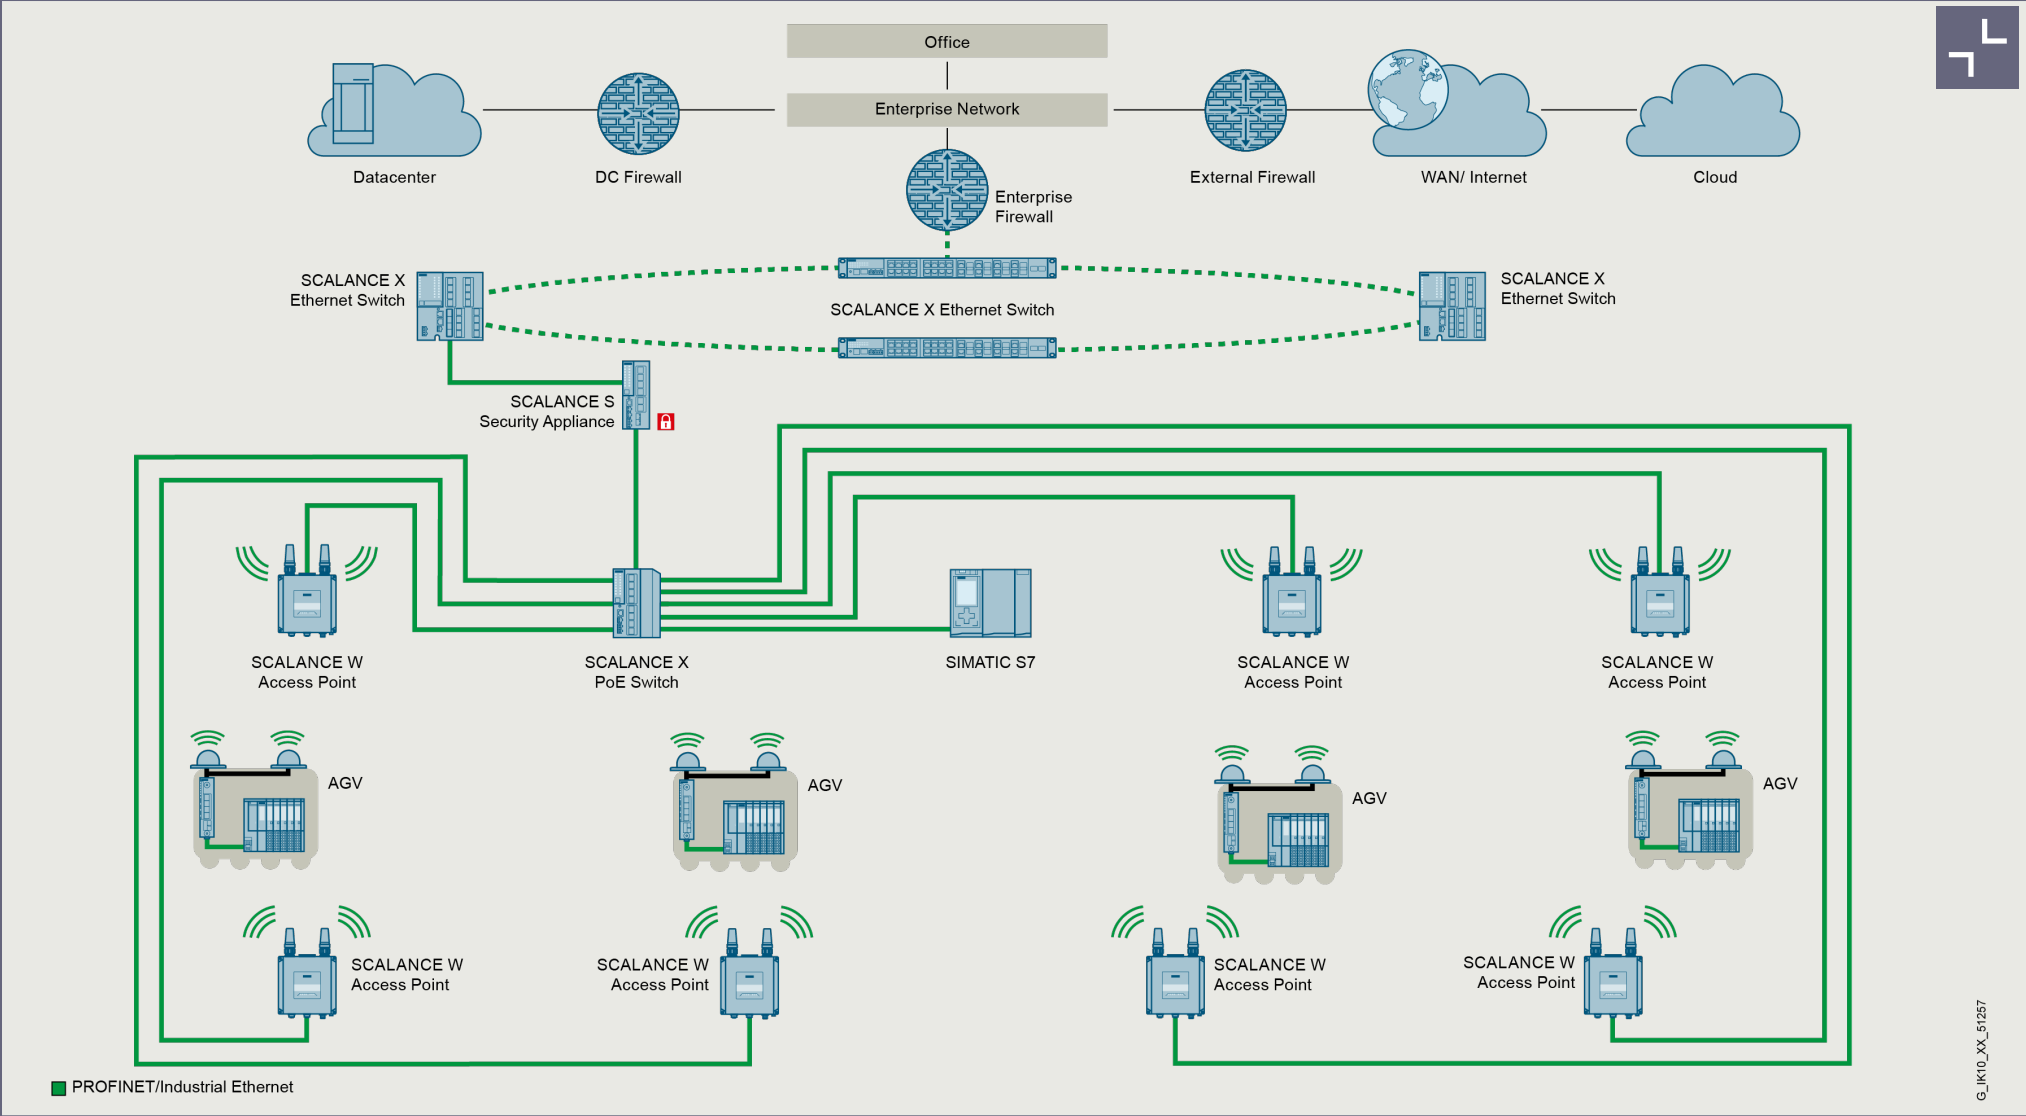 Office
Enterprise Network
Datacenter
DC Firewall
Enterprise
Firewall
External Firewall
WAN/ Internet
Cloud
SCALANCE X
Ethernet Switch
SCALANCE X Ethernet Switch
SCALANCE X
Ethernet Switch
SCALANCE S
Security Appliance
SCALANCE W
Access Point
SCALANCE X
PoE Switch
SIMATIC S7
SCALANCE W
Access Point
SCALANCE W
Access Point
AGV
AGV
AGV
AGV
SCALANCE W
Access Point
SCALANCE W
Access Point
SCALANCE W
Access Point
SCALANCE W
Access Point
PROFINET/Industrial Ethernet
G_IK10_XX_51257